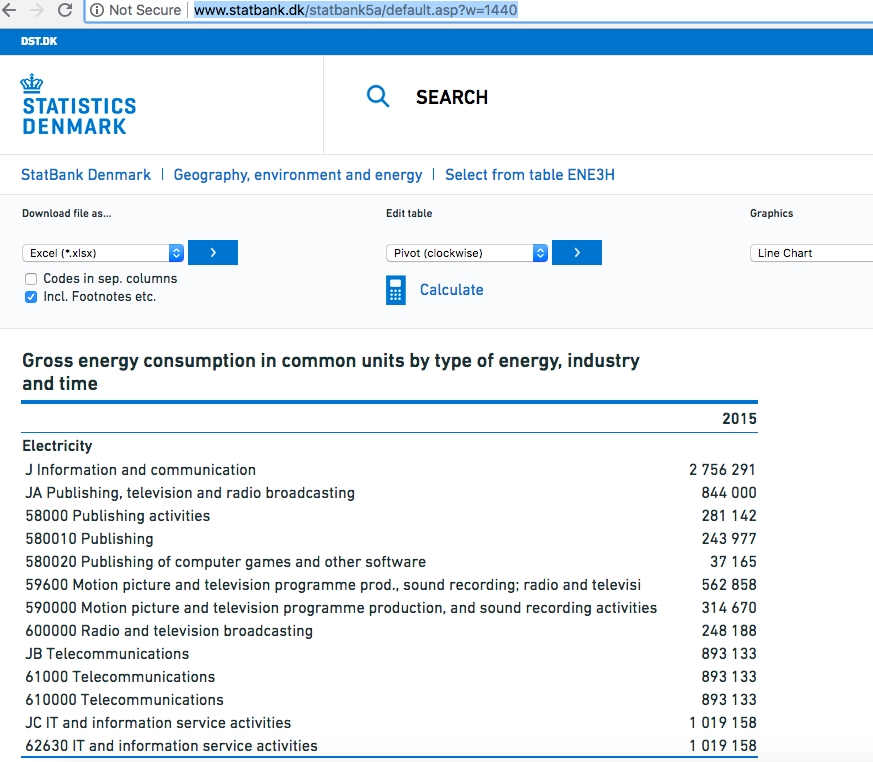 Not Secure | www.statbank.dk/statbank5a/default.asp?w=1440
DST.DK
STATISTICS
DENMARK
SEARCH
StatBank Denmark | Geography, environment and energy | Select from table ENE3H
Download file as... Edit table Graphics
Excel (*.xlsx) > Pivot (clockwise) > Line Chart
Codes in sep. columns
Incl. Footnotes etc.
Calculate
Gross energy consumption in common units by type of energy, industry
and time
2015
Electricity
J Information and communication 2 756 291
JA Publishing, television and radio broadcasting 844 000
58000 Publishing activities 281 142
580010 Publishing 243 977
580020 Publishing of computer games and other software 37 165
59600 Motion picture and television programme prod., sound recording; radio and televisi 562 858
590000 Motion picture and television programme production, and sound recording activities 314 670
600000 Radio and television broadcasting 248 188
JB Telecommunications 893 133
61000 Telecommunications 893 133
610000 Telecommunications 893 133
JC IT and information service activities 1 019 158
62630 IT and information service activities 1 019 158